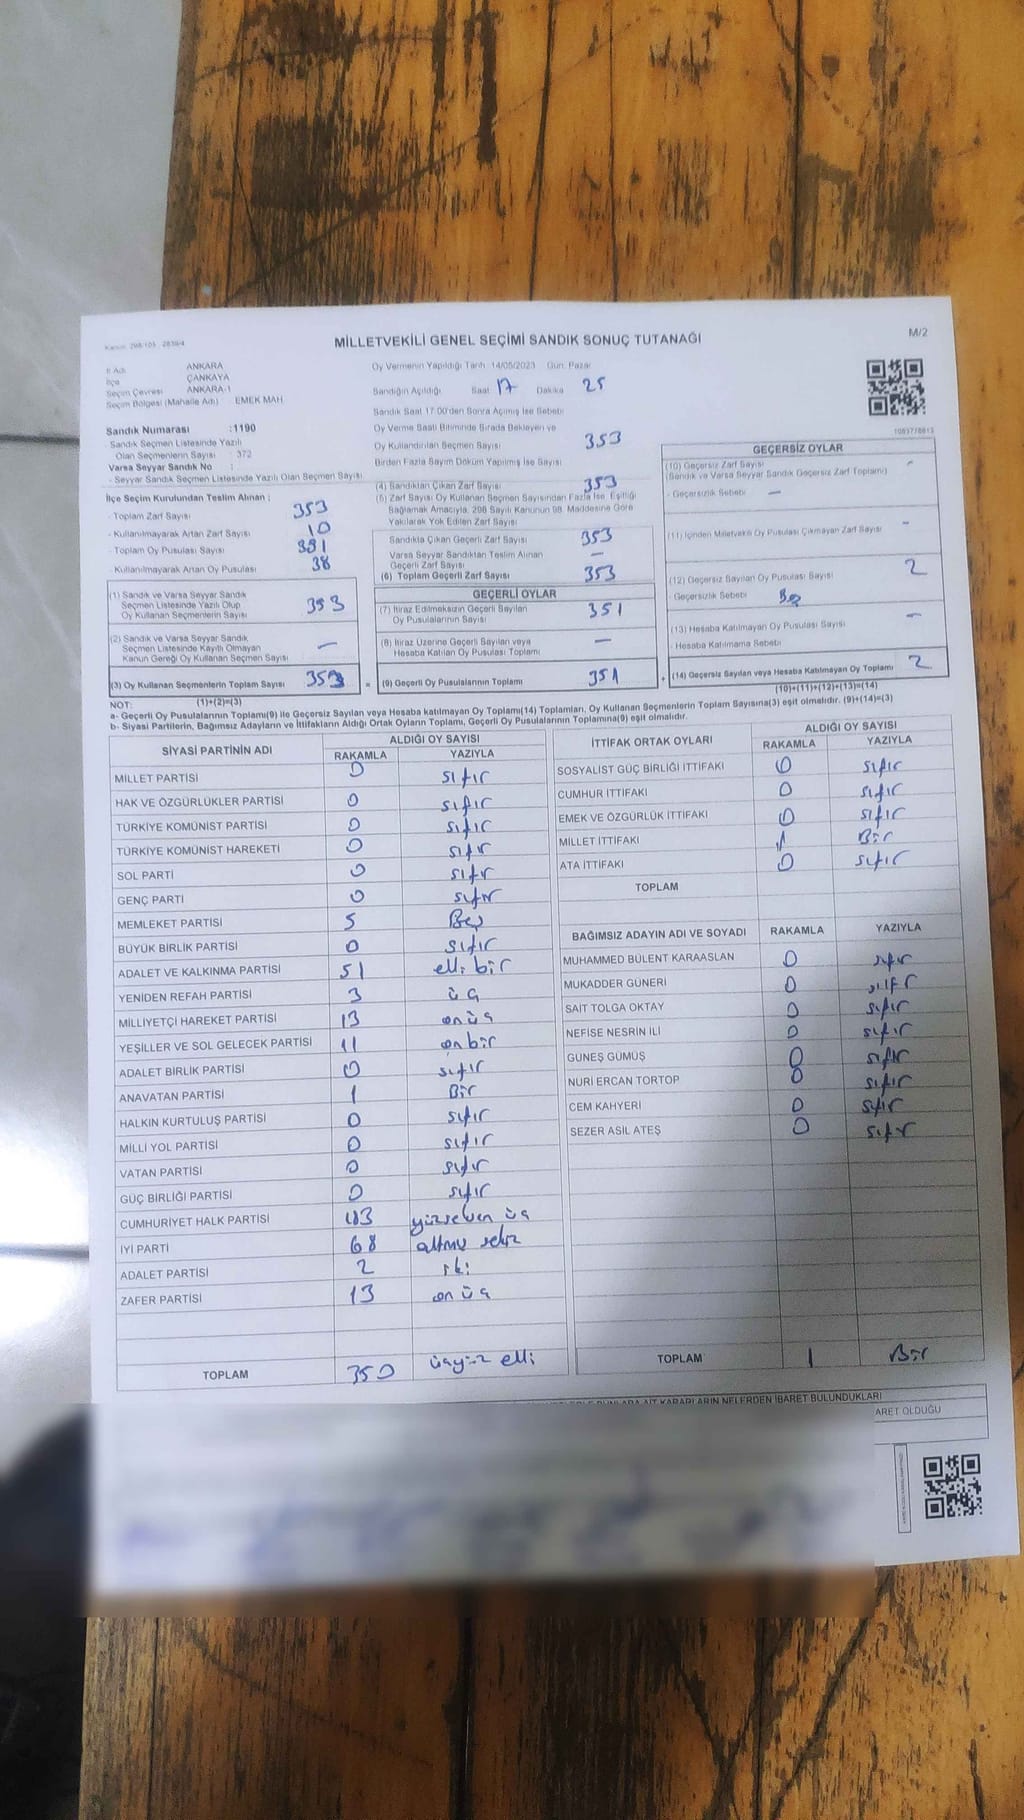 MİLLETVEKİLİ GENEL SEÇİMİ SANDIK SONUÇ TUTANAĞI
M/2
İl Adı ANKARA
İlçe ÇANKAYA
Seçim Çevresi ANKARA-1
Seçim Bölgesi (Mahalle Adı) EMEK MAH
Sandık Numarası :1190
- Sandık Seçmen Listesinde Yazılı
Olan Seçmenlerin Sayısı : 372
Varsa Seyyar Sandık No :
- Seyyar Sandık Seçmen Listesinde Yazılı Olan Seçmen Sayısı
İlçe Seçim Kurulundan Teslim Alınan ;
- Toplam Zarf Sayısı 353
- Kullanılmayarak Artan Zarf Sayısı 10
- Toplam Oy Pusulası Sayısı 391
- Kullanılmayarak Artan Oy Pusulası 38
(1) Sandık ve Varsa Seyyar Sandık
Seçmen Listesinde Yazılı Olup
Oy Kullanan Seçmenlerin Sayısı 353
(2) Sandık ve Varsa Seyyar Sandık
Seçmen Listesinde Kayıtlı Olmayan
Kanun Gereği Oy Kullanan Seçmen Sayısı —
(3) Oy Kullanan Seçmenlerin Toplam Sayısı 353
(1)+(2)=(3)
Oy Vermenin Yapıldığı Tarih 14/05/2023 Gün: Pazar
Sandığın Açıldığı Saat 17 Dakika 25
Sandık Saat 17:00'den Sonra Açılmış İse Sebebi
Oy Verme Saati Bitiminde Sırada Bekleyen ve
Oy Kullandırılan Seçmen Sayısı 353
Birden Fazla Sayım Döküm Yapılmış İse Sayısı
(4) Sandıktan Çıkan Zarf Sayısı 353
(5) Zarf Sayısı Oy Kullanan Seçmen Sayısından Fazla İse, Eşitliği
Sağlamak Amacıyla, 298 Sayılı Kanunun 98. Maddesine Göre
Yakılarak Yok Edilen Zarf Sayısı
Sandıkta Çıkan Geçerli Zarf Sayısı 353
Varsa Seyyar Sandıktan Teslim Alınan
Geçerli Zarf Sayısı —
(6) Toplam Geçerli Zarf Sayısı 353
GEÇERLİ OYLAR
(7) İtiraz Edilmeksizin Geçerli Sayılan
Oy Pusulalarının Sayısı 351
(8) İtiraz Üzerine Geçerli Sayılan veya
Hesaba Katılan Oy Pusulası Toplamı —
= (9) Geçerli Oy Pusulalarının Toplamı 351
1083778613
GEÇERSİZ OYLAR
(10) Geçersiz Zarf Sayısı -
(Sandık ve Varsa Seyyar Sandık Geçersiz Zarf Toplamı)
- Geçersizlik Sebebi —
(11) İçinden Milletvekili Oy Pusulası Çıkmayan Zarf Sayısı -
(12) Geçersiz Sayılan Oy Pusulası Sayısı 2
- Geçersizlik Sebebi
(13) Hesaba Katılmayan Oy Pusulası Sayısı —
- Hesaba Katılmama Sebebi
+ (14) Geçersiz Sayılan veya Hesaba Katılmayan Oy Toplamı 2
(10)+(11)+(12)+(13)=(14)
NOT:
a- Geçerli Oy Pusulalarının Toplamı(9) ile Geçersiz Sayılan veya Hesaba katılmayan Oy Toplamı(14) Toplamları, Oy Kullanan Seçmenlerin Toplam Sayısına(3) eşit olmalıdır. (9)+(14)=(3)
b- Siyasi Partilerin, Bağımsız Adayların ve İttifakların Aldığı Ortak Oyların Toplamı, Geçerli Oy Pusulalarının Toplamına(9) eşit olmalıdır.
SİYASİ PARTİNİN ADI ALDIĞI OY SAYISI
RAKAMLA YAZIYLA
MİLLET PARTİSİ 0 sıfır
HAK VE ÖZGÜRLÜKLER PARTİSİ 0 sıfır
TÜRKİYE KOMÜNİST PARTİSİ 0 sıfır
TÜRKİYE KOMÜNİST HAREKETİ 0 sıfır
SOL PARTİ 0 sıfır
GENÇ PARTİ 0 sıfır
MEMLEKET PARTİSİ 5 Beş
BÜYÜK BİRLİK PARTİSİ 0 sıfır
ADALET VE KALKINMA PARTİSİ 51 elli bir
YENİDEN REFAH PARTİSİ 3 üç
MİLLİYETÇİ HAREKET PARTİSİ 13 onüç
YEŞİLLER VE SOL GELECEK PARTİSİ 11 onbir
ADALET BİRLİK PARTİSİ 0 sıfır
ANAVATAN PARTİSİ 1 Bir
HALKIN KURTULUŞ PARTİSİ 0 sıfır
MİLLİ YOL PARTİSİ 0 sıfır
VATAN PARTİSİ 0 sıfır
GÜÇ BİRLİĞİ PARTİSİ 0 sıfır
CUMHURİYET HALK PARTİSİ
İYİ PARTİ 68 altmış sekiz
ADALET PARTİSİ 2 iki
ZAFER PARTİSİ 13 on üç
TOPLAM 350 üçyüz elli
İTTİFAK ORTAK OYLARI ALDIĞI OY SAYISI
RAKAMLA YAZIYLA
SOSYALİST GÜÇ BİRLİĞİ İTTİFAKI 0 sıfır
CUMHUR İTTİFAKI 0 sıfır
EMEK VE ÖZGÜRLÜK İTTİFAKI 0 sıfır
MİLLET İTTİFAKI 1 Bir
ATA İTTİFAKI 0 sıfır
TOPLAM
BAĞIMSIZ ADAYIN ADI VE SOYADI RAKAMLA YAZIYLA
MUHAMMED BÜLENT KARAASLAN 0 sıfır
MUKADDER GÜNERİ 0 sıfır
SAİT TOLGA OKTAY 0 sıfır
NEFİSE NESRİN İLİ 0 sıfır
GÜNEŞ GÜMÜŞ 0 sıfır
NURİ ERCAN TORTOP 0 sıfır
CEM KAHYERİ 0 sıfır
SEZER ASİL ATEŞ 0 sıfır
TOPLAM 1 Bir
AİT KARARLARIN NELERDEN İBARET BULUNDUKLARI
ARET OLDUĞU